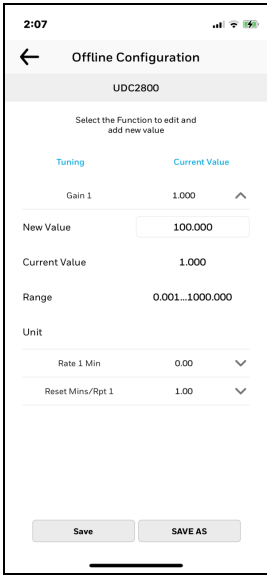 2:07
Offline Configuration
UDC2800
Select the Function to edit and
add new value
Tuning Current Value
Gain 1 1.000
New Value 100.000
Current Value 1.000
Range 0.001...1000.000
Unit
Rate 1 Min 0.00
Reset Mins/Rpt 1 1.00
Save SAVE AS